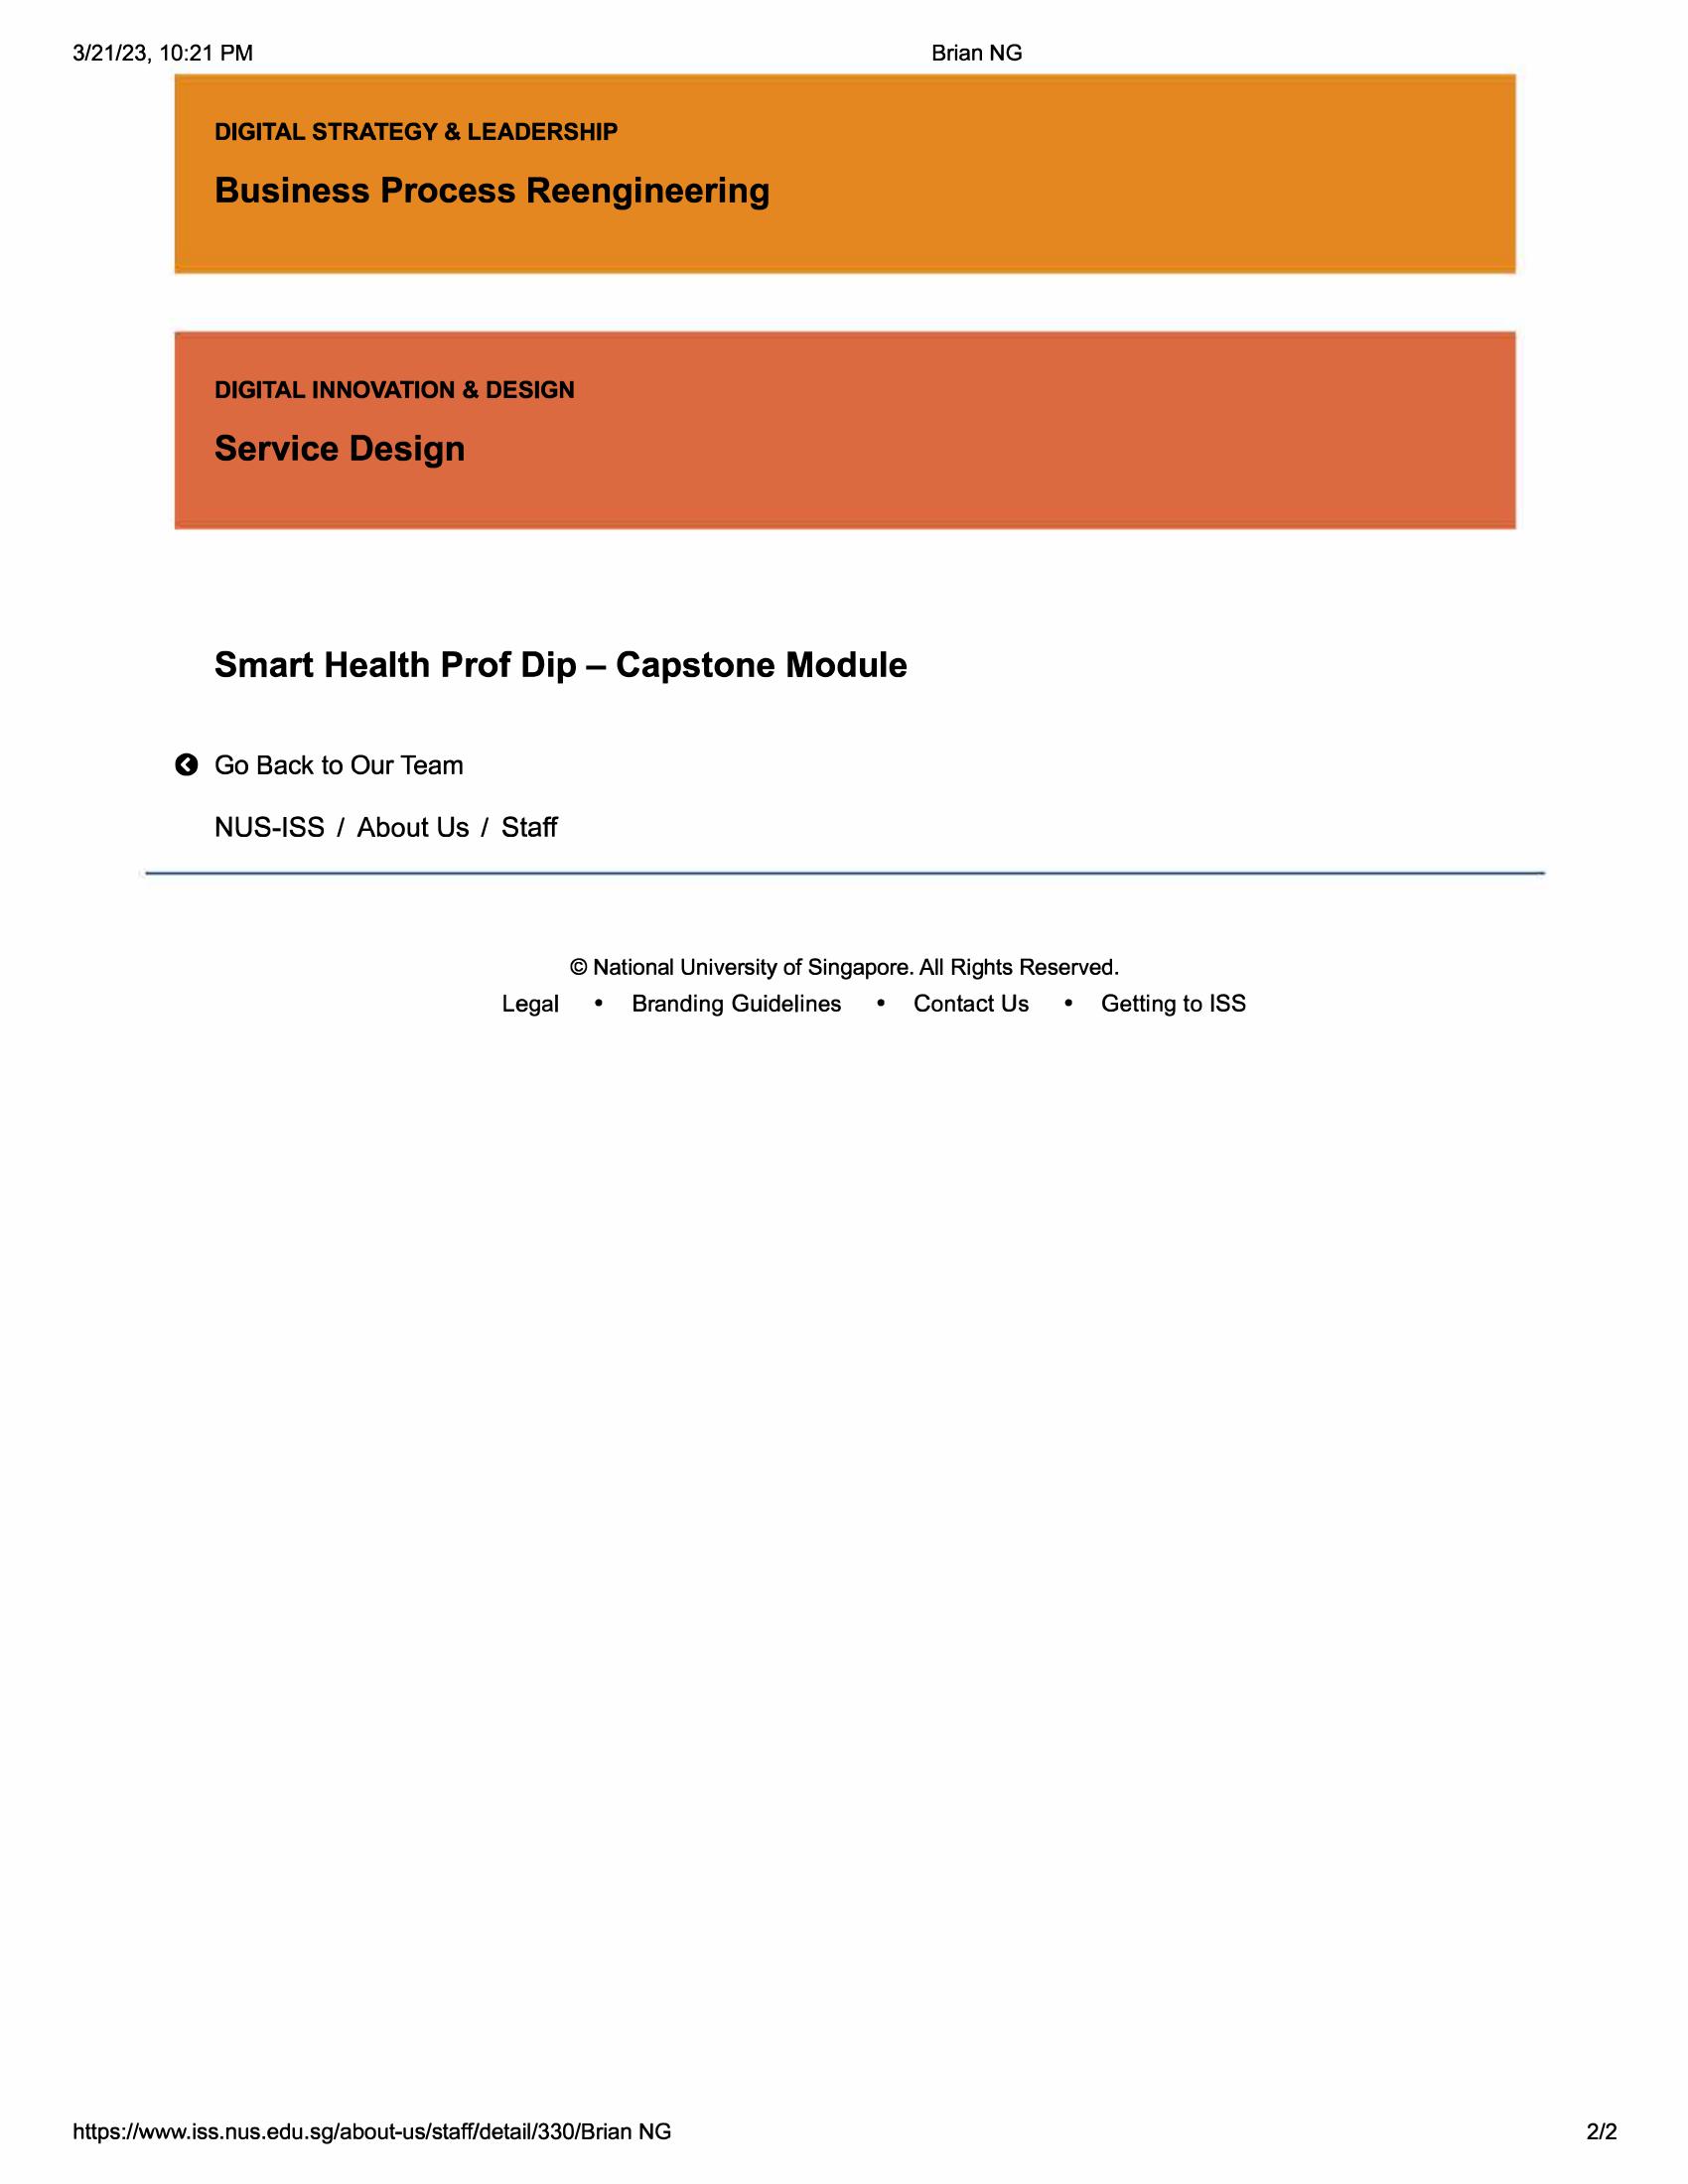 3/21/23, 10:21 PM Brian NG
DIGITAL STRATEGY & LEADERSHIP
Business Process Reengineering
DIGITAL INNOVATION & DESIGN
Service Design
Smart Health Prof Dip – Capstone Module
Go Back to Our Team
NUS-ISS / About Us / Staff
© National University of Singapore. All Rights Reserved.
Legal • Branding Guidelines • Contact Us • Getting to ISS
https://www.iss.nus.edu.sg/about-us/staff/detail/330/Brian NG 2/2